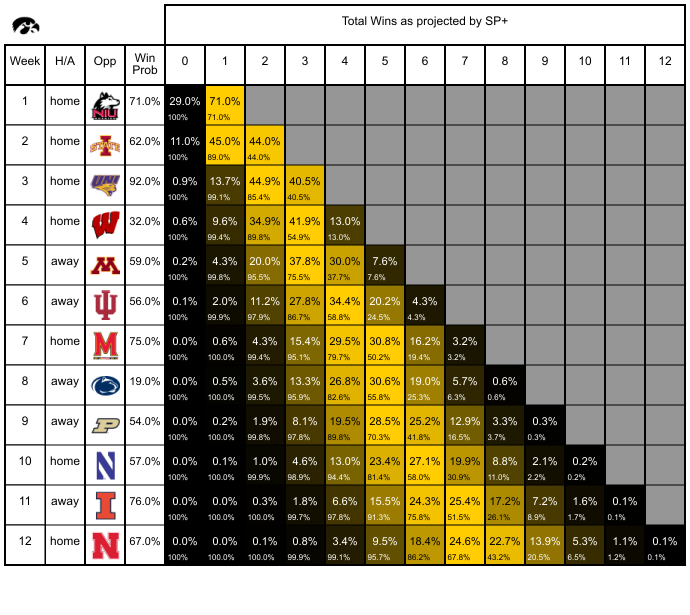 Total Wins as projected by SP+
Week H/A Opp Win Prob 0 1 2 3 4 5 6 7 8 9 10 11 12
1 home NIU 71.0% 29.0% 71.0%
100% 71.0%
2 home STATE 62.0% 11.0% 45.0% 44.0%
100% 89.0% 44.0%
3 home UNI 92.0% 0.9% 13.7% 44.9% 40.5%
100% 99.1% 85.4% 40.5%
4 home W 32.0% 0.6% 9.6% 34.9% 41.9% 13.0%
100% 99.4% 89.8% 54.9% 13.0%
5 away M 59.0% 0.2% 4.3% 20.0% 37.8% 30.0% 7.6%
100% 99.8% 95.5% 75.5% 37.7% 7.6%
6 away IU 56.0% 0.1% 2.0% 11.2% 27.8% 34.4% 20.2% 4.3%
100% 99.9% 97.9% 86.7% 58.8% 24.5% 4.3%
7 home M 75.0% 0.0% 0.6% 4.3% 15.4% 29.5% 30.8% 16.2% 3.2%
100% 100.0% 99.4% 95.1% 79.7% 50.2% 19.4% 3.2%
8 away 19.0% 0.0% 0.5% 3.6% 13.3% 26.8% 30.6% 19.0% 5.7% 0.6%
100% 100.0% 99.5% 95.9% 82.6% 55.8% 25.3% 6.3% 0.6%
9 away P 54.0% 0.0% 0.2% 1.9% 8.1% 19.5% 28.5% 25.2% 12.9% 3.3% 0.3%
100% 100.0% 99.8% 97.8% 89.8% 70.3% 41.8% 16.5% 3.7% 0.3%
10 home N 57.0% 0.0% 0.1% 1.0% 4.6% 13.0% 23.4% 27.1% 19.9% 8.8% 2.1% 0.2%
100% 100.0% 99.9% 98.9% 94.4% 81.4% 58.0% 30.9% 11.0% 2.2% 0.2%
11 away I 76.0% 0.0% 0.0% 0.3% 1.8% 6.6% 15.5% 24.3% 25.4% 17.2% 7.2% 1.6% 0.1%
100% 100.0% 100.0% 99.7% 97.8% 91.3% 75.8% 51.5% 26.1% 8.9% 1.7% 0.1%
12 home N 67.0% 0.0% 0.0% 0.1% 0.8% 3.4% 9.5% 18.4% 24.6% 22.7% 13.9% 5.3% 1.1% 0.1%
100% 100.0% 100.0% 99.9% 99.1% 95.7% 86.2% 67.8% 43.2% 20.5% 6.5% 1.2% 0.1%